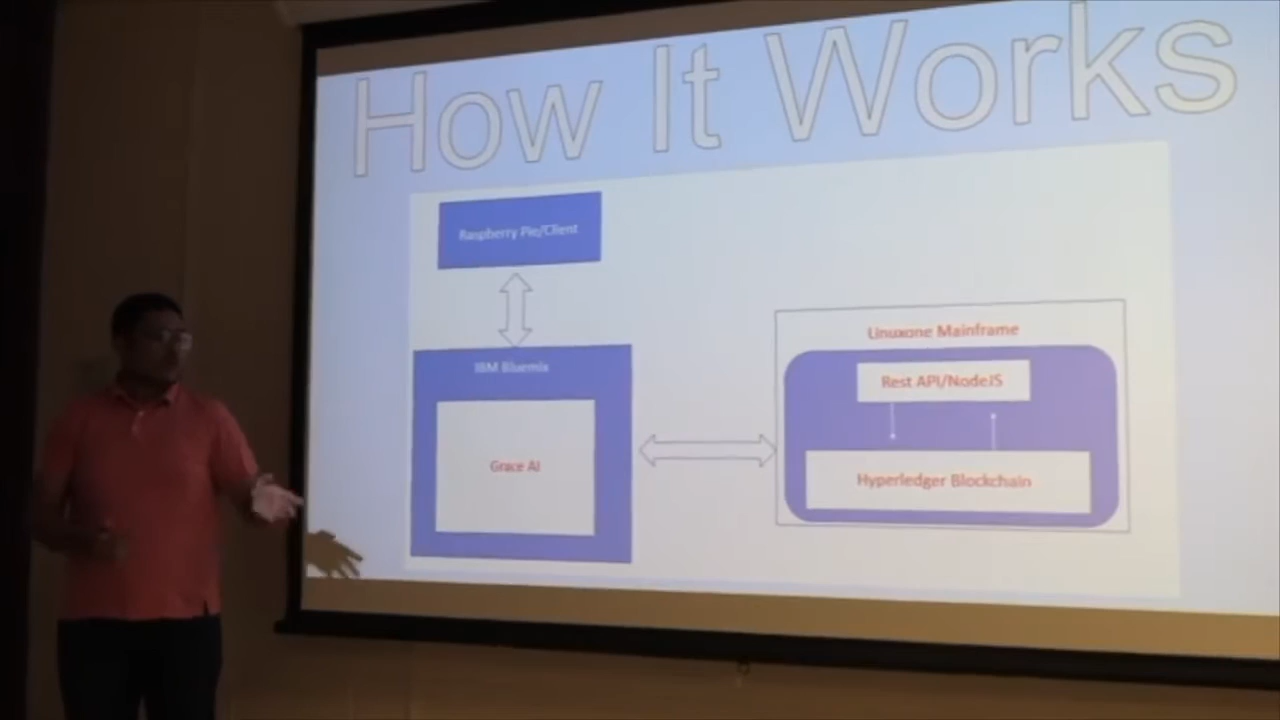 How It Works
Raspberry Pie/Client
IBM Bluemix
Grace AI
Linuxone Mainframe
Rest API/NodeJS
Hyperledger Blockchain